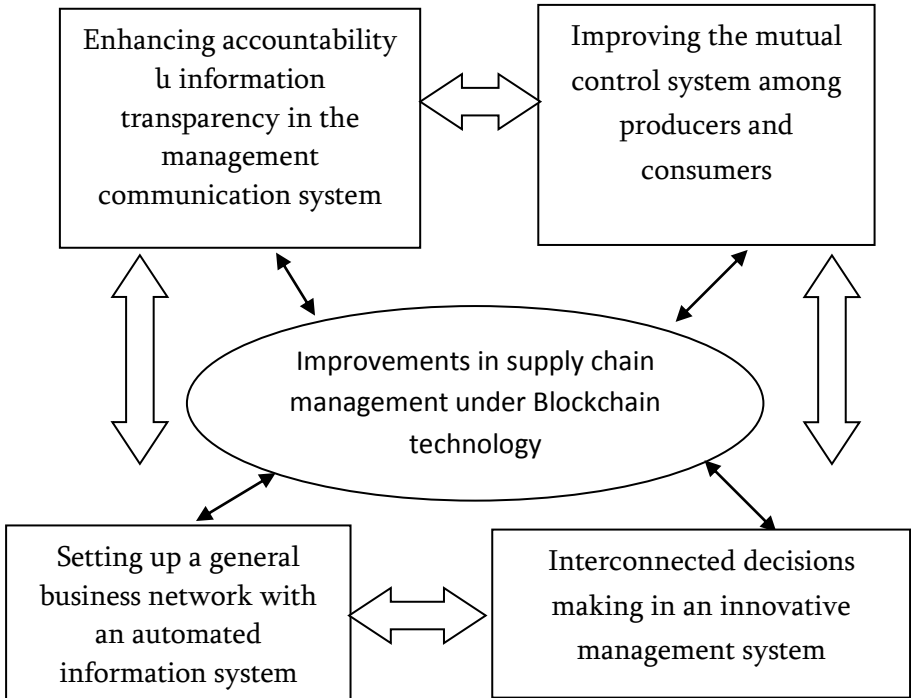 Enhancing accountability
և information
transparency in the
management
communication system
Improving the mutual
control system among
producers and
consumers
Improvements in supply chain
management under Blockchain
technology
Setting up a general
business network with
an automated
information system
Interconnected decisions
making in an innovative
management system